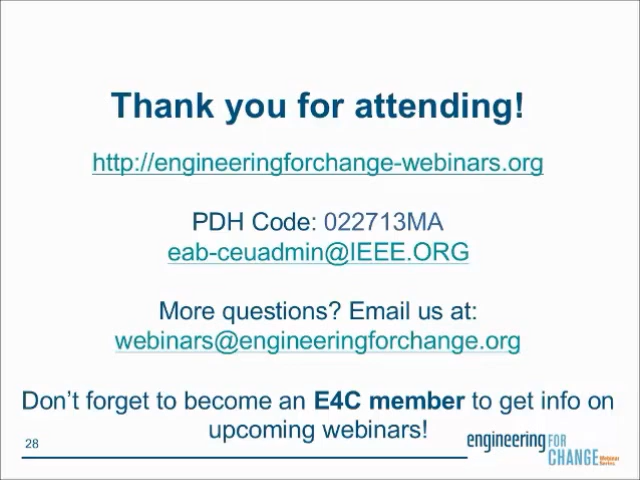 Thank you for attending!
http://engineeringforchange-webinars.org
PDH Code: 022713MA
eab-ceuadmin@IEEE.ORG
More questions? Email us at:
webinars@engineeringforchange.org
Don't forget to become an E4C member to get info on
upcoming webinars!
28
engineering FOR
CHANGE Webinar
Series